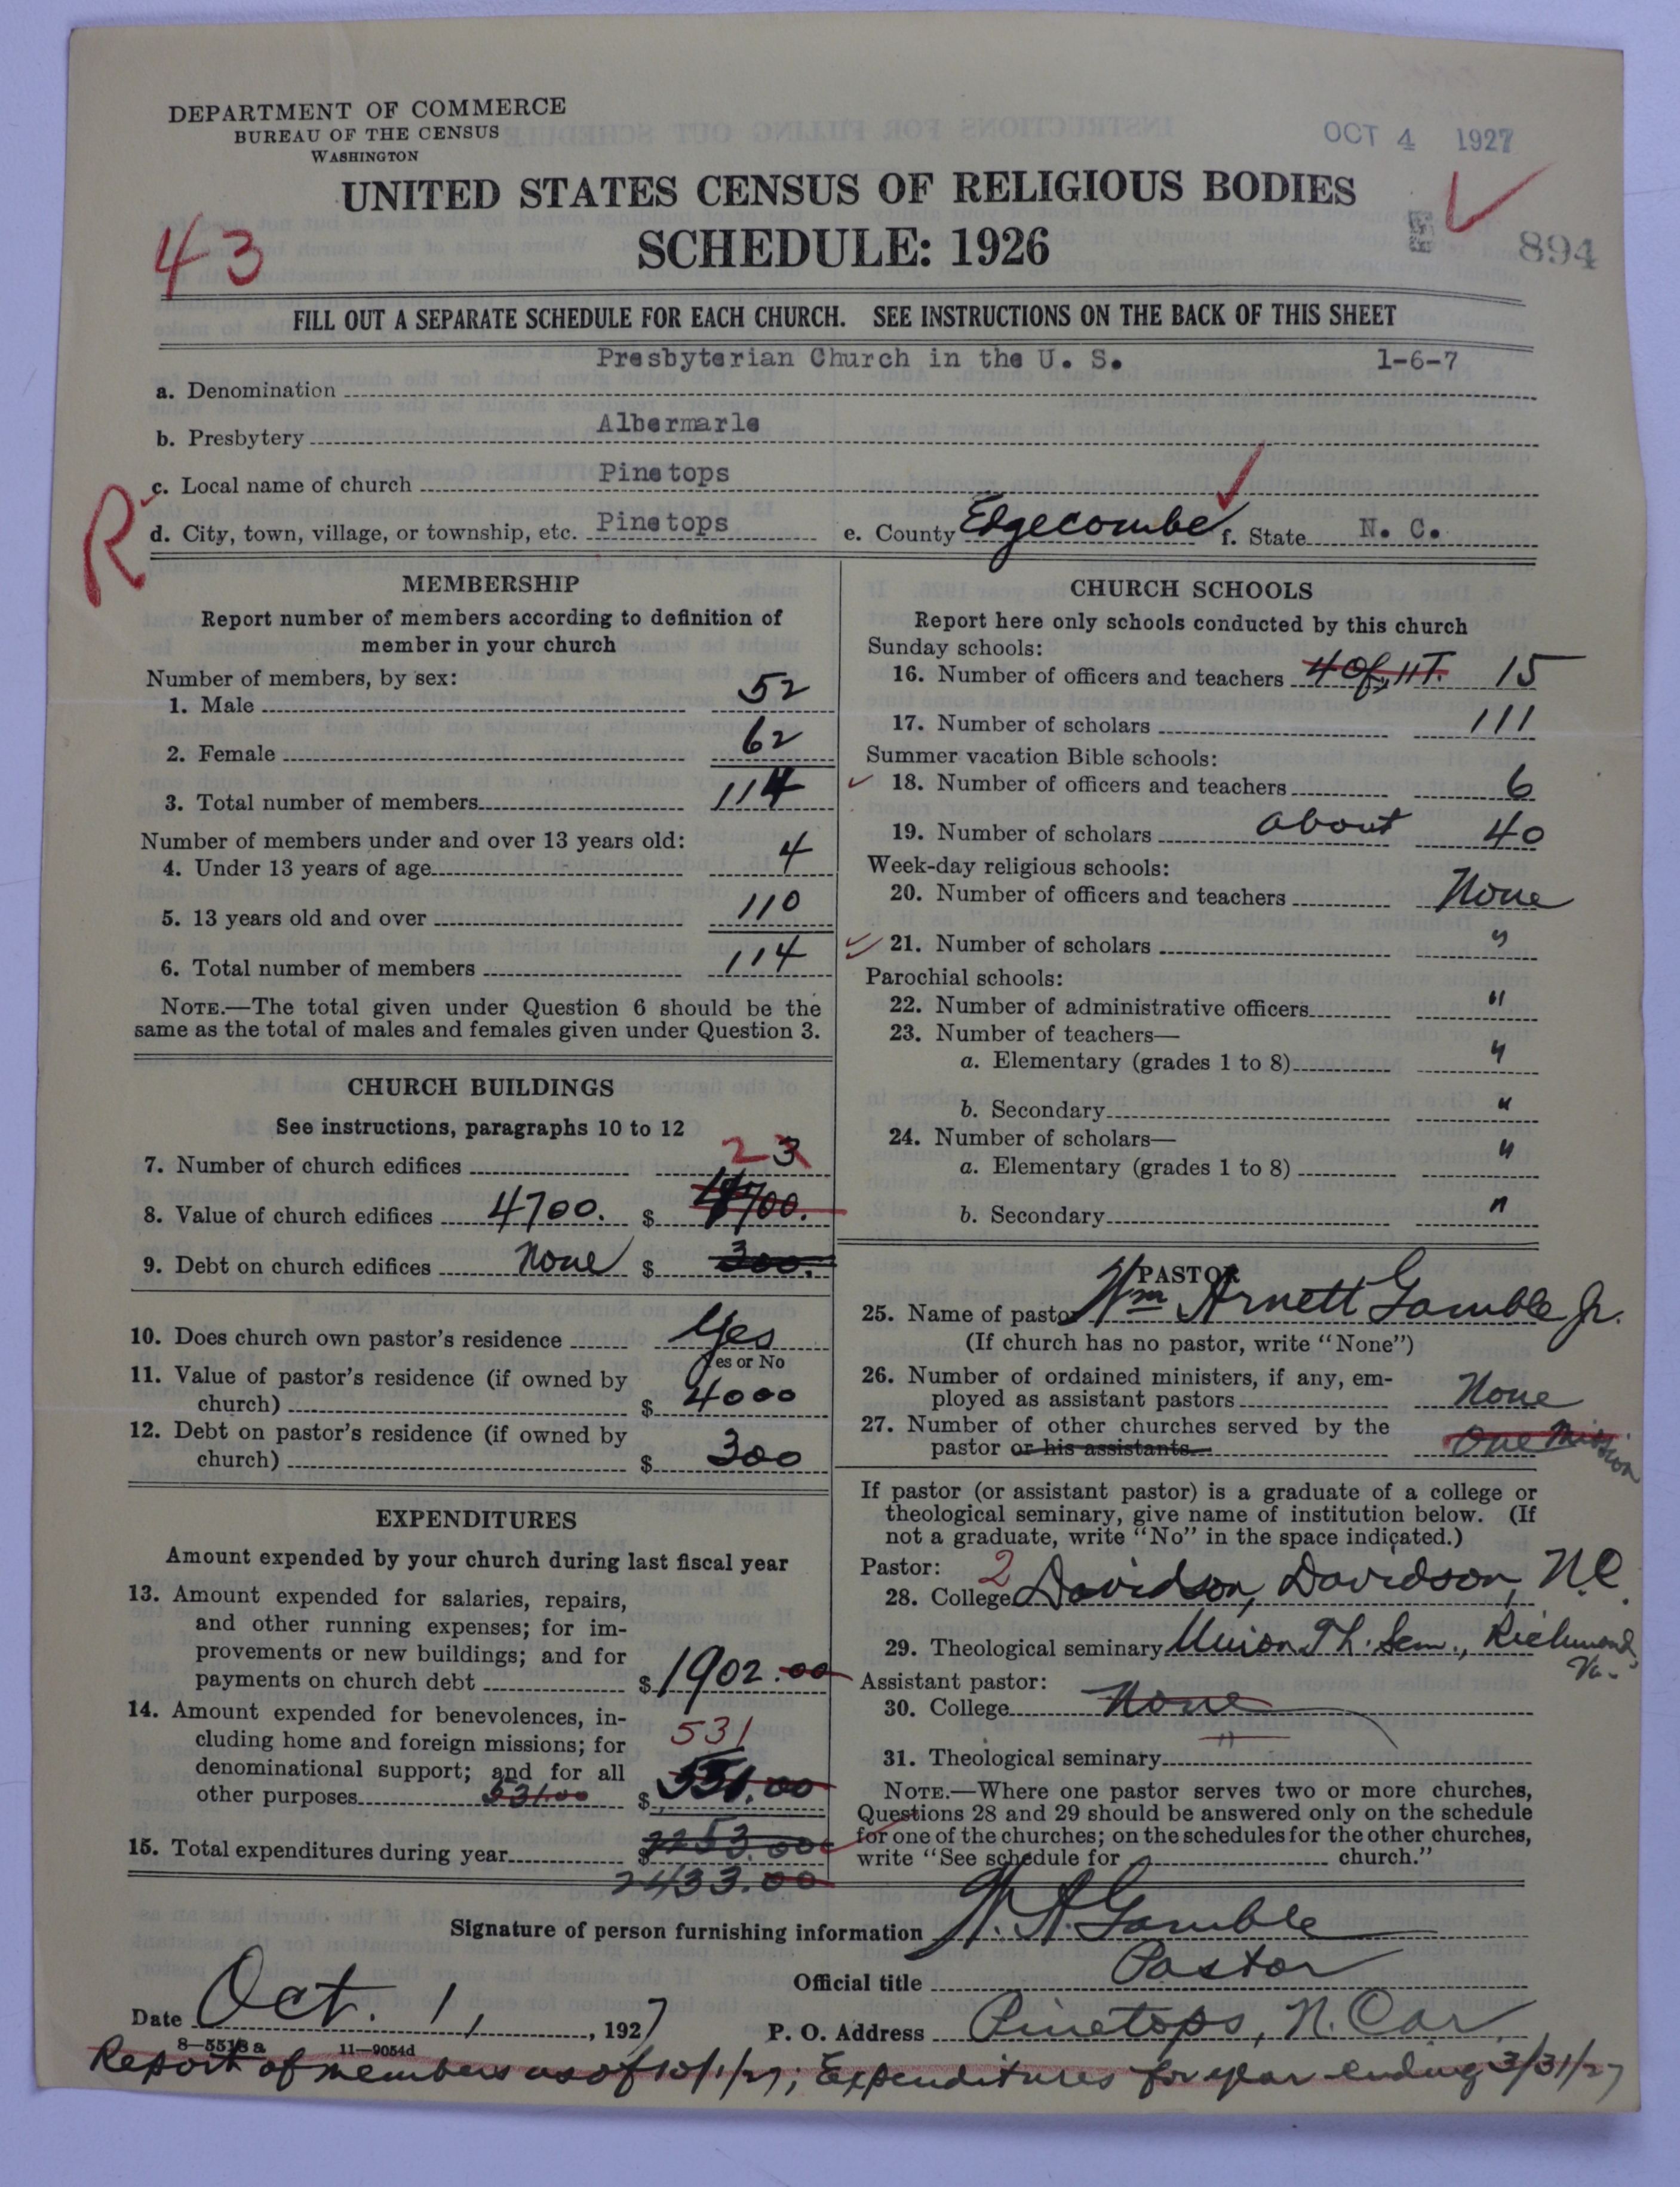 DEPARTMENT OF COMMERCE
BUREAU OF THE CENSUS
WASHINGTON
OCT 4 1927
UNITED STATES CENSUS OF RELIGIOUS BODIES
SCHEDULE: 1926
43
894
FILL OUT A SEPARATE SCHEDULE FOR EACH CHURCH. SEE INSTRUCTIONS ON THE BACK OF THIS SHEET
a. Denomination Presbyterian Church in the U. S. 1-6-7
b. Presbytery Albermarle
c. Local name of church Pinetops
R
d. City, town, village, or township, etc. Pinetops e. County Edgecombe f. State N. C.
MEMBERSHIP
Report number of members according to definition of
member in your church
Number of members, by sex:
1. Male 52
2. Female 62
3. Total number of members 114
Number of members under and over 13 years old:
4. Under 13 years of age 4
5. 13 years old and over 110
6. Total number of members 114
NOTE.—The total given under Question 6 should be the
same as the total of males and females given under Question 3.
CHURCH BUILDINGS
See instructions, paragraphs 10 to 12
7. Number of church edifices 2 3
8. Value of church edifices 4700. $ 4700.
9. Debt on church edifices None $ 300.
10. Does church own pastor's residence Yes
Yes or No
11. Value of pastor's residence (if owned by
church) $ 4000
12. Debt on pastor's residence (if owned by
church) $ 300
EXPENDITURES
Amount expended by your church during last fiscal year
13. Amount expended for salaries, repairs,
and other running expenses; for im-
provements or new buildings; and for
payments on church debt $ 1902.00
14. Amount expended for benevolences, in-
cluding home and foreign missions; for 531
denominational support; and for all
other purposes 531.00 $ 551.00
15. Total expenditures during year $ 2253.00
2433.00
CHURCH SCHOOLS
Report here only schools conducted by this church
Sunday schools:
16. Number of officers and teachers 4 Of, 11 T. 15
17. Number of scholars 111
Summer vacation Bible schools:
18. Number of officers and teachers 6
19. Number of scholars about 40
Week-day religious schools:
20. Number of officers and teachers None
21. Number of scholars "
Parochial schools:
22. Number of administrative officers "
23. Number of teachers—
a. Elementary (grades 1 to 8) "
b. Secondary "
24. Number of scholars—
a. Elementary (grades 1 to 8) "
b. Secondary "
PASTOR
25. Name of pastor Wm Arnett Gamble Jr.
(If church has no pastor, write "None")
26. Number of ordained ministers, if any, em-
ployed as assistant pastors None
27. Number of other churches served by the
pastor or his assistants One Mission
If pastor (or assistant pastor) is a graduate of a college or
theological seminary, give name of institution below. (If
not a graduate, write "No" in the space indicated.)
Pastor: 2
28. College Davidson, Davidson, N.C.
29. Theological seminary Union Th. Sem., Richmond,
Va.
Assistant pastor:
30. College None
31. Theological seminary "
NOTE.—Where one pastor serves two or more churches,
Questions 28 and 29 should be answered only on the schedule
for one of the churches; on the schedules for the other churches,
write "See schedule for church."
Signature of person furnishing information W. A. Gamble
Official title Pastor
Date Oct. 1, 1927 P. O. Address Pinetops, N. Car.
8—5518a 11—9054d
Report of members as of 10/1/27; Expenditures for year ending 3/31/27